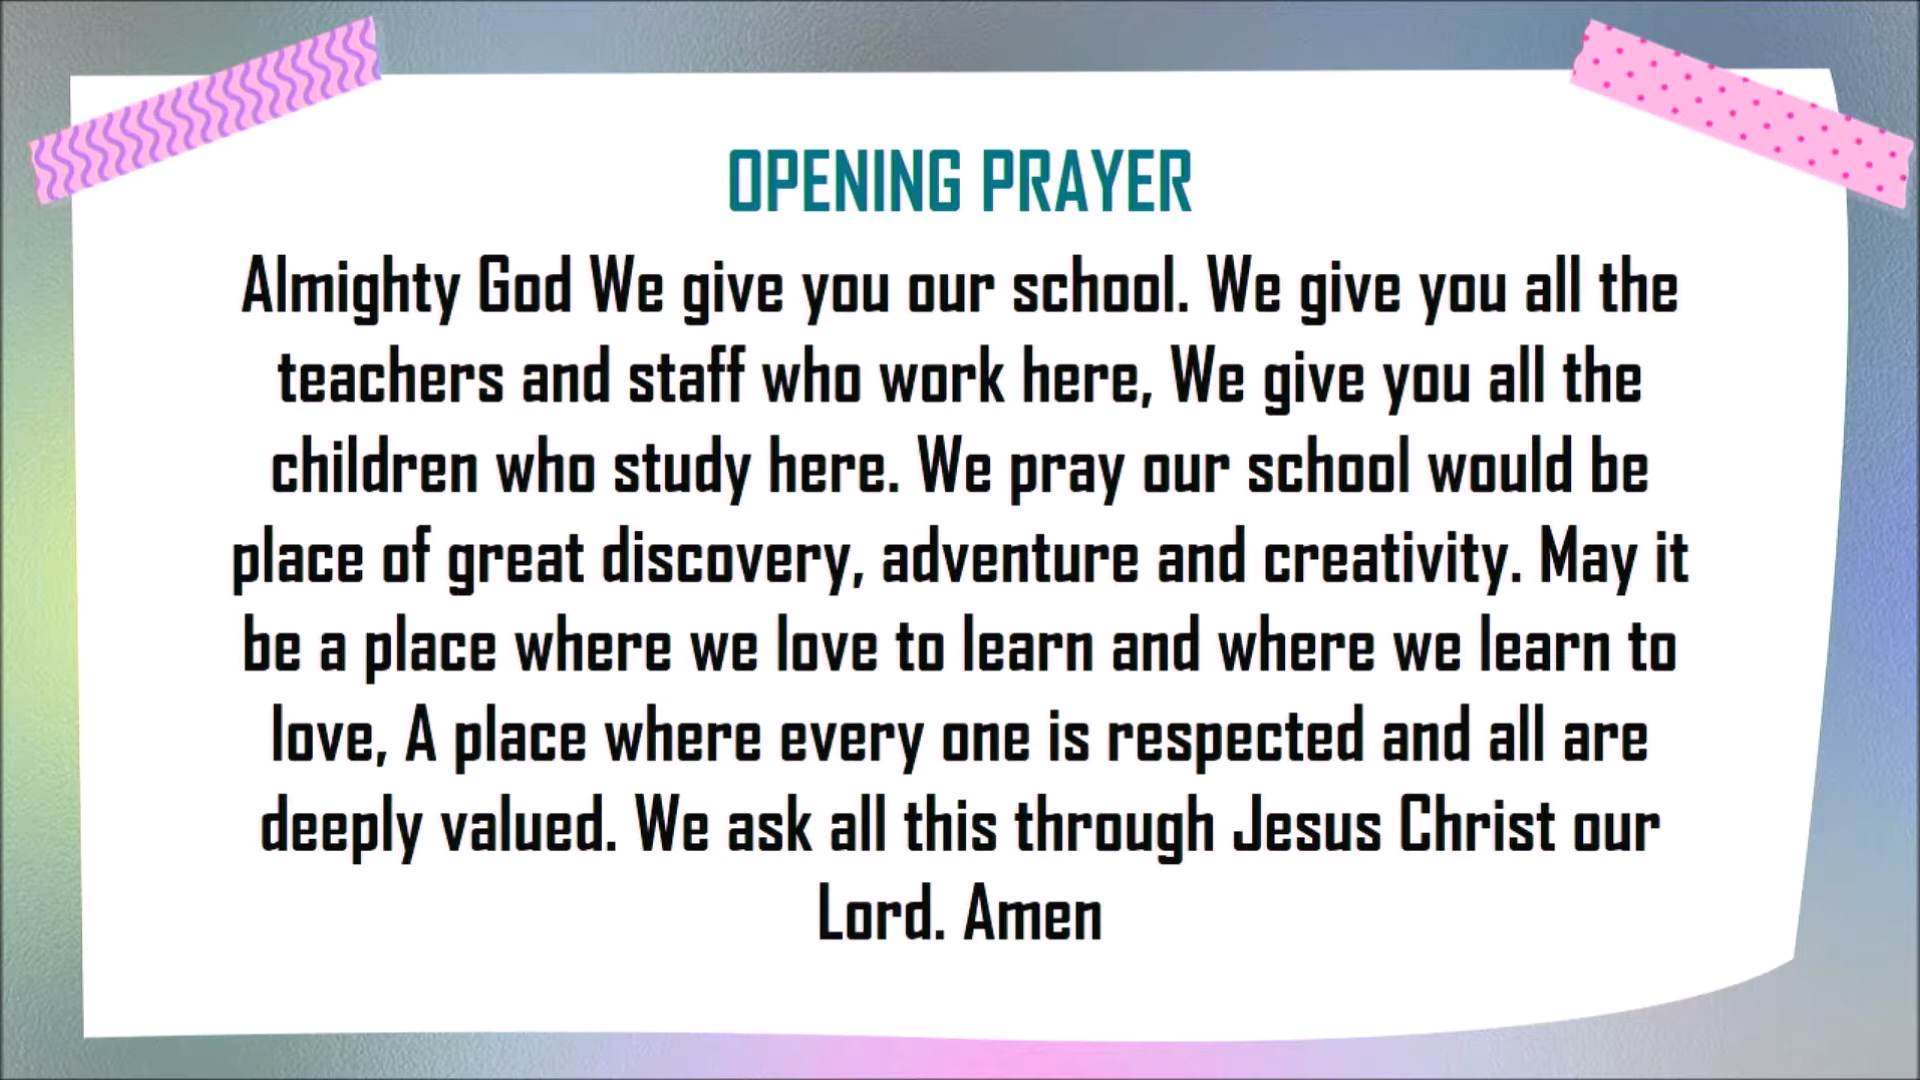 OPENING PRAYER
Almighty God We give you our school. We give you all the
teachers and staff who work here, We give you all the
children who study here. We pray our school would be
place of great discovery, adventure and creativity. May it
be a place where we love to learn and where we learn to
love, A place where every one is respected and all are
deeply valued. We ask all this through Jesus Christ our
Lord. Amen